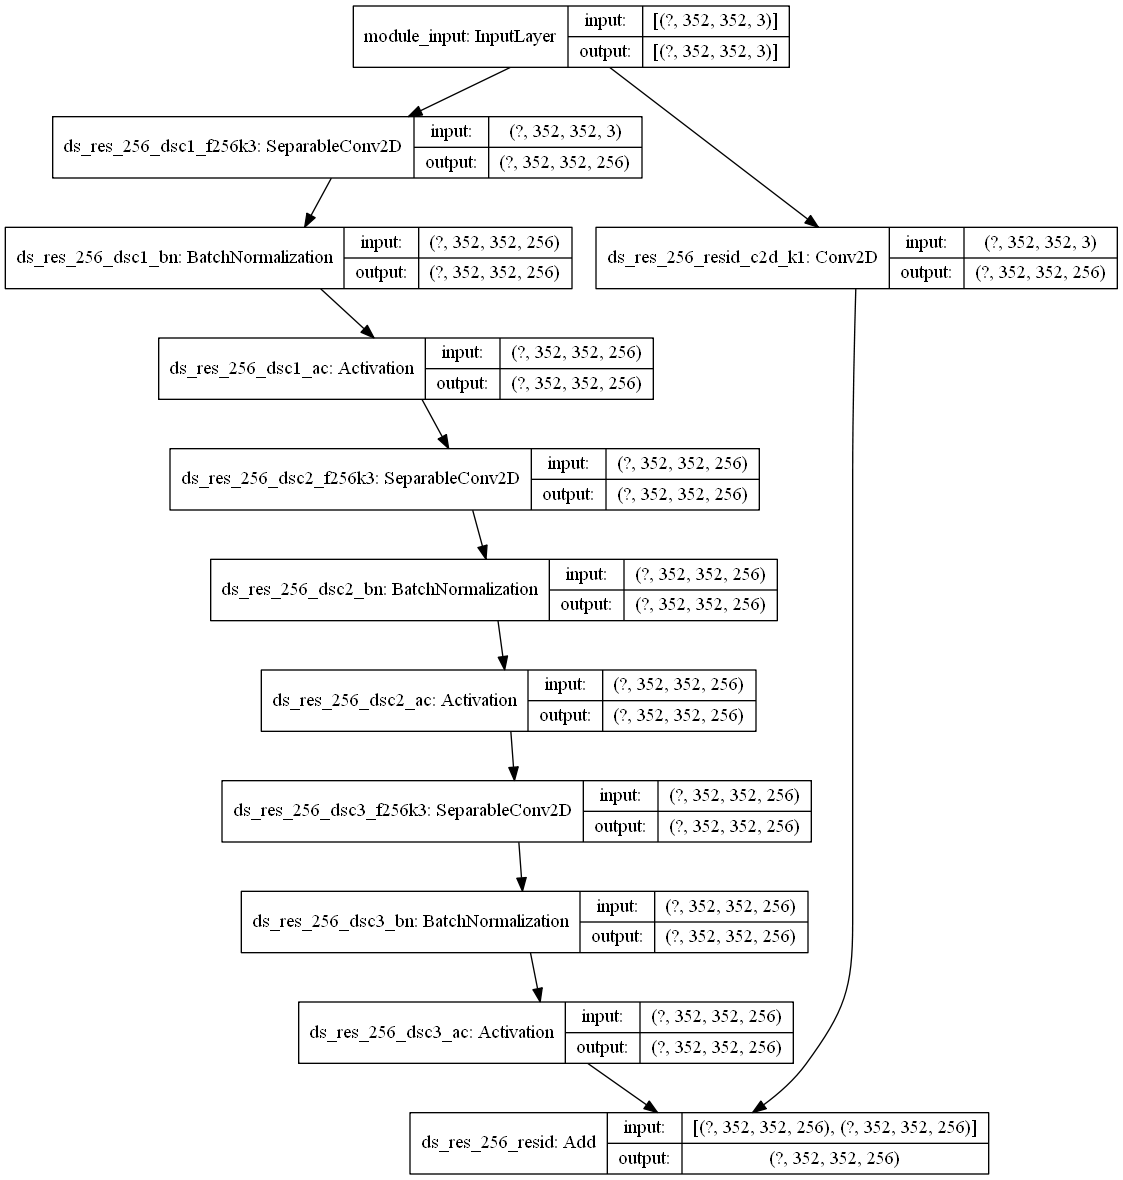 module_input: InputLayer
input: [(?, 352, 352, 3)]
output: [(?, 352, 352, 3)]
ds_res_256_dsc1_f256k3: SeparableConv2D
input: (?, 352, 352, 3)
output: (?, 352, 352, 256)
ds_res_256_dsc1_bn: BatchNormalization
input: (?, 352, 352, 256)
output: (?, 352, 352, 256)
ds_res_256_resid_c2d_k1: Conv2D
input: (?, 352, 352, 3)
output: (?, 352, 352, 256)
ds_res_256_dsc1_ac: Activation
input: (?, 352, 352, 256)
output: (?, 352, 352, 256)
ds_res_256_dsc2_f256k3: SeparableConv2D
input: (?, 352, 352, 256)
output: (?, 352, 352, 256)
ds_res_256_dsc2_bn: BatchNormalization
input: (?, 352, 352, 256)
output: (?, 352, 352, 256)
ds_res_256_dsc2_ac: Activation
input: (?, 352, 352, 256)
output: (?, 352, 352, 256)
ds_res_256_dsc3_f256k3: SeparableConv2D
input: (?, 352, 352, 256)
output: (?, 352, 352, 256)
ds_res_256_dsc3_bn: BatchNormalization
input: (?, 352, 352, 256)
output: (?, 352, 352, 256)
ds_res_256_dsc3_ac: Activation
input: (?, 352, 352, 256)
output: (?, 352, 352, 256)
ds_res_256_resid: Add
input: [(?, 352, 352, 256), (?, 352, 352, 256)]
output: (?, 352, 352, 256)